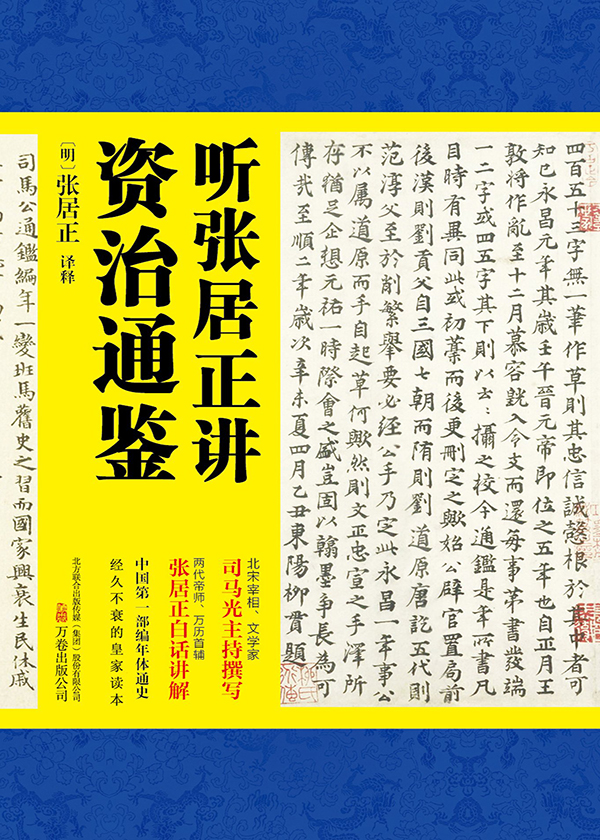 四百五十三字無一筆作草則其忠信誠慤根於其中者可
知已永昌元年其歲壬午晉元帝即位之五年也自正月王
敦將作亂至十二月慕容皝入令支而還每事第書發端
一二字或四五字其下則以云云攝之校今通鑑是年所書凡
目時有異同此或初藁而後更刪定之歟始公辟官置局前
後漢則劉貢父自三國七朝而隋則劉道原唐訖五代則
范淳父至於削繁舉要必經公手乃定此永昌一年事公
不以屬道原而手自起草何歟然則文正忠宣之手澤所
存猶足企想元祐一時際會之盛豈固以翰墨爭長為可
傳哉至順二年歲次辛未夏四月乙丑東陽柳貫題
听张居正讲
资治通鉴
[明]张居正 译释
北宋宰相、文学家
司马光主持撰写
两代帝师、万历首辅
张居正白话讲解
中国第一部编年体通史
经久不衰的皇家读本
北方联合出版传媒（集团）股份有限公司
万卷出版公司
司馬公通鑑編年一變班馬舊史之習而國家興衰生民休戚